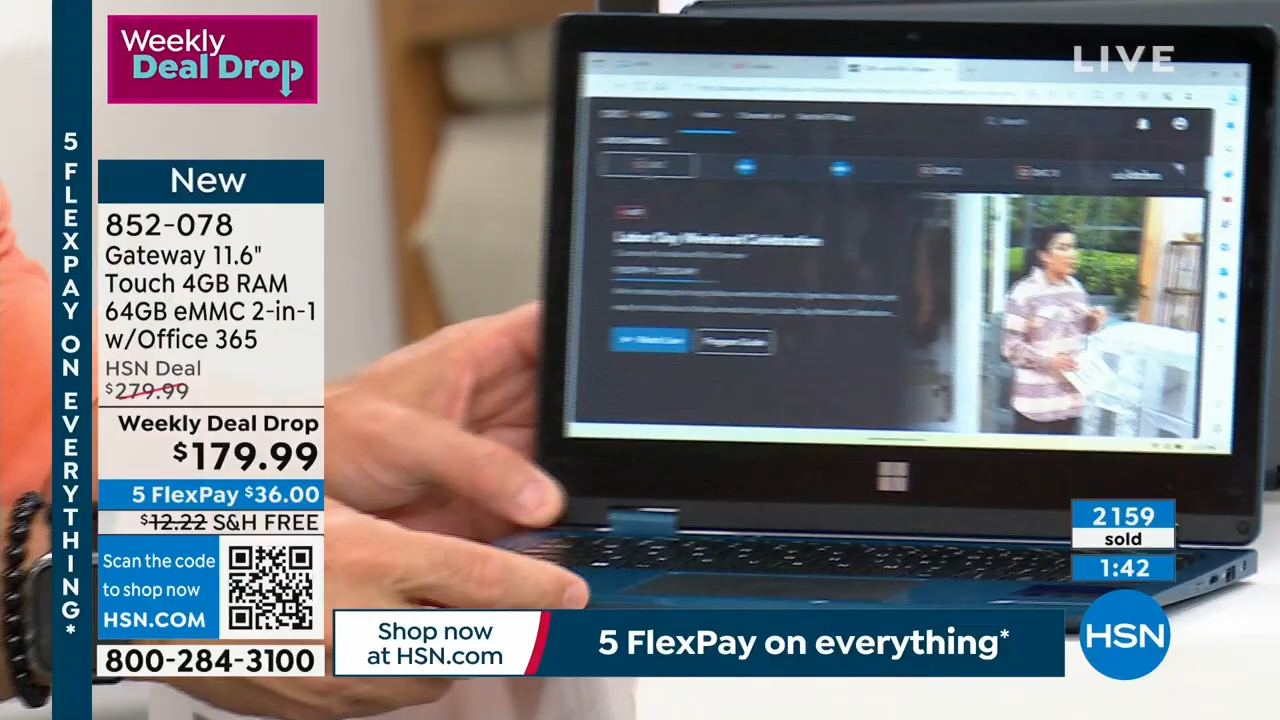 Weekly
Deal Drop
LIVE
5 FLEXPAY ON EVERYTHING*
New
852-078
Gateway 11.6"
Touch 4GB RAM
64GB eMMC 2-in-1
w/Office 365
HSN Deal
$279.99
Weekly Deal Drop
$179.99
5 FlexPay $36.00
$12.22 S&H FREE
Scan the code
to shop now
HSN.COM
800-284-3100
Shop now
at HSN.com
5 FlexPay on everything*
2159
sold
1:42
HSN